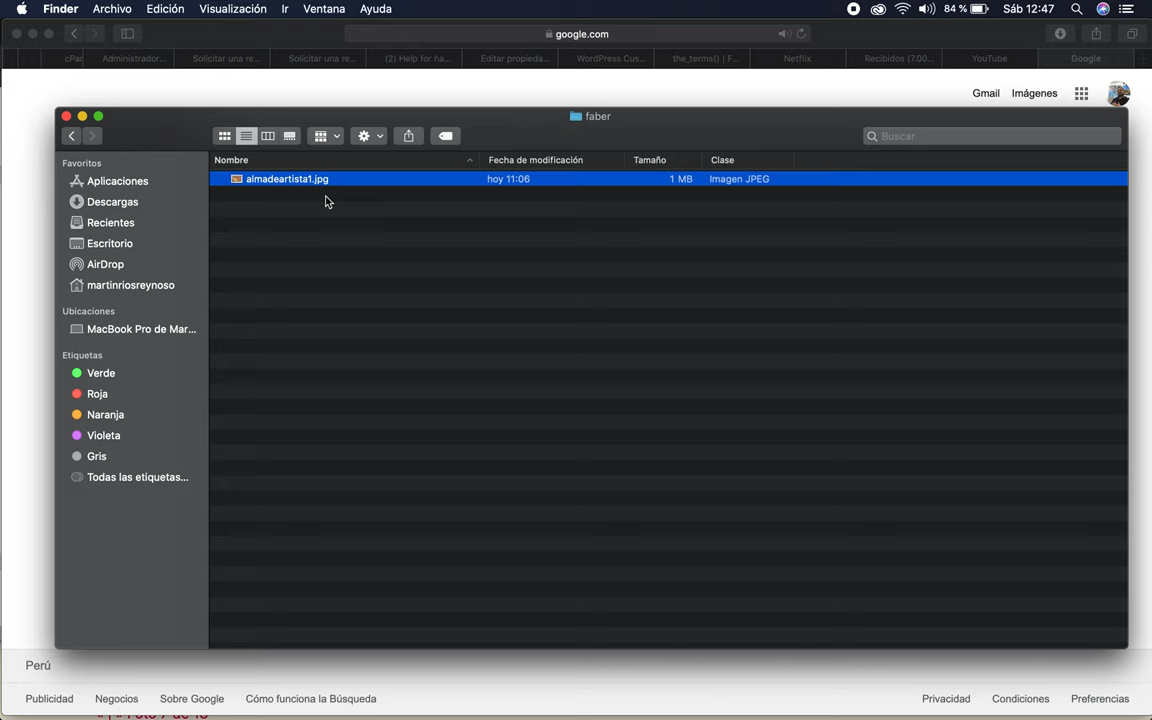 Finder Archivo Edición Visualización Ir Ventana Ayuda 84 % Sáb 12:47
google.com
cPan Administrador... Solicitar una re... Solicitar una re... (2) Help for ha... Editar propieda... WordPress Cus... the_terms() | F... Netflix Recibidos (7.00... YouTube Google
Gmail Imágenes
faber
Buscar
Favoritos
Nombre Fecha de modificación Tamaño Clase
almadeartista1.jpg hoy 11:06 1 MB Imagen JPEG
Aplicaciones
Descargas
Recientes
Escritorio
AirDrop
martinriosreynoso
Ubicaciones
MacBook Pro de Mar...
Etiquetas
Verde
Roja
Naranja
Violeta
Gris
Todas las etiquetas...
Perú
Publicidad Negocios Sobre Google Cómo funciona la Búsqueda Privacidad Condiciones Preferencias